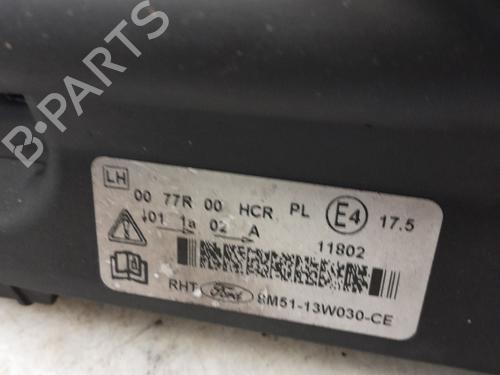 LH
00 77R 00 HCR PL E4 17.5
↓01 1a 02 A 11802
RHT Ford 8M51-13W030-CE
B-PARTS